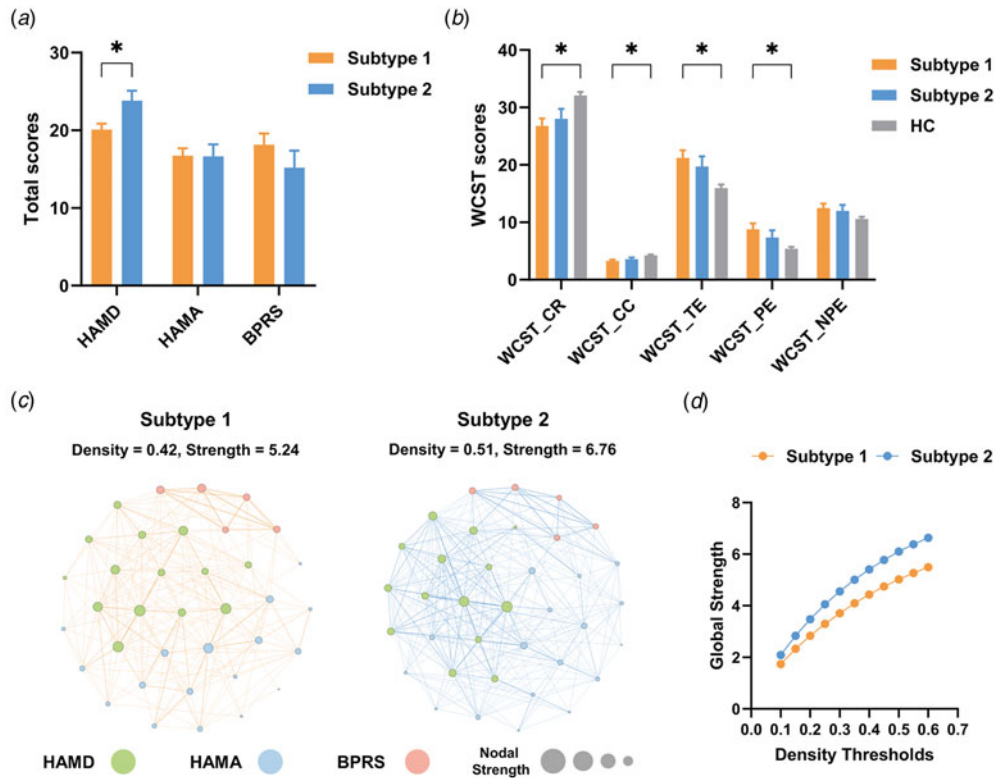 (a)
*
30
20
10
0
Total scores
Subtype 1
Subtype 2
HAMD
HAMA
BPRS
(b)
* * * *
40
30
20
10
0
WCST scores
Subtype 1
Subtype 2
HC
WCST_CR
WCST_CC
WCST_TE
WCST_PE
WCST_NPE
(c)
Subtype 1
Density = 0.42, Strength = 5.24
Subtype 2
Density = 0.51, Strength = 6.76
HAMD
HAMA
BPRS
Nodal
Strength
(d)
Subtype 1
Subtype 2
8
6
4
2
0
Global Strength
0.0 0.1 0.2 0.3 0.4 0.5 0.6 0.7
Density Thresholds